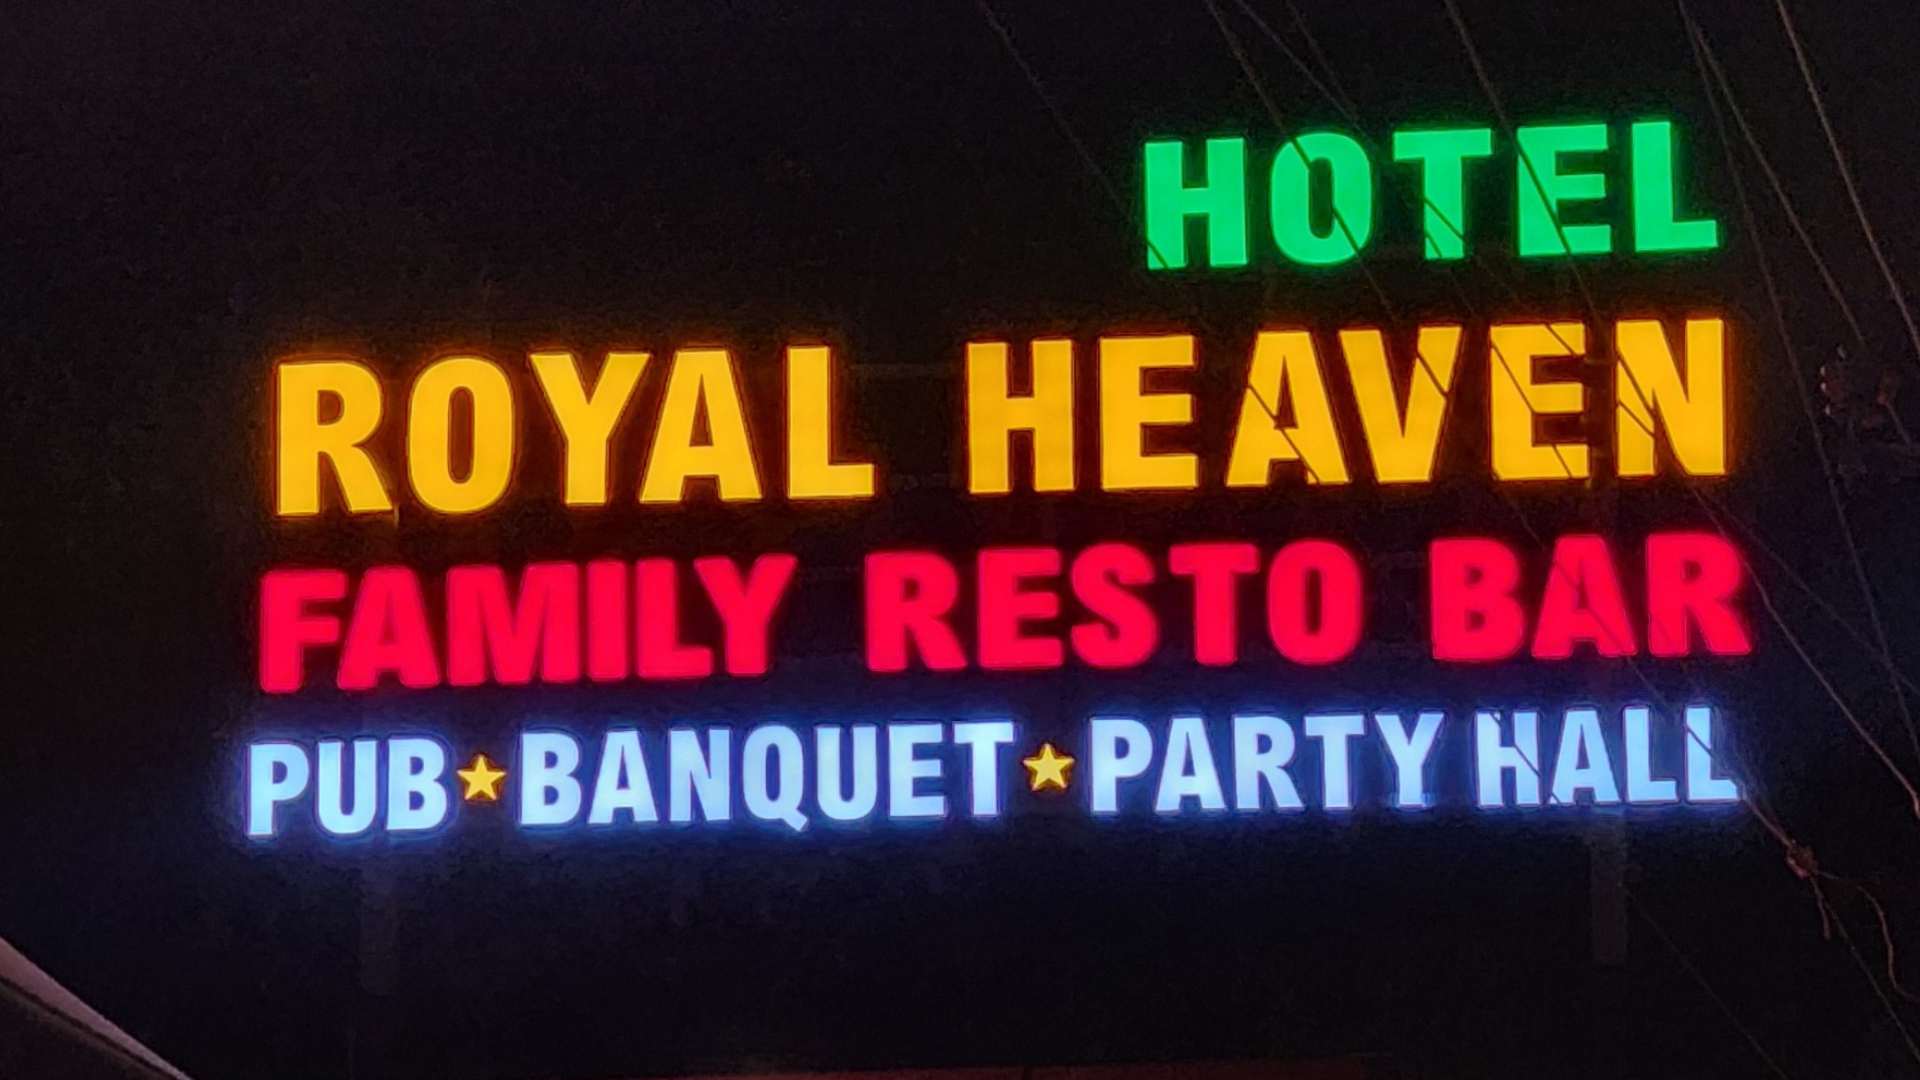 HOTEL
ROYAL HEAVEN
FAMILY RESTO BAR
PUB★BANQUET★PARTY HALL